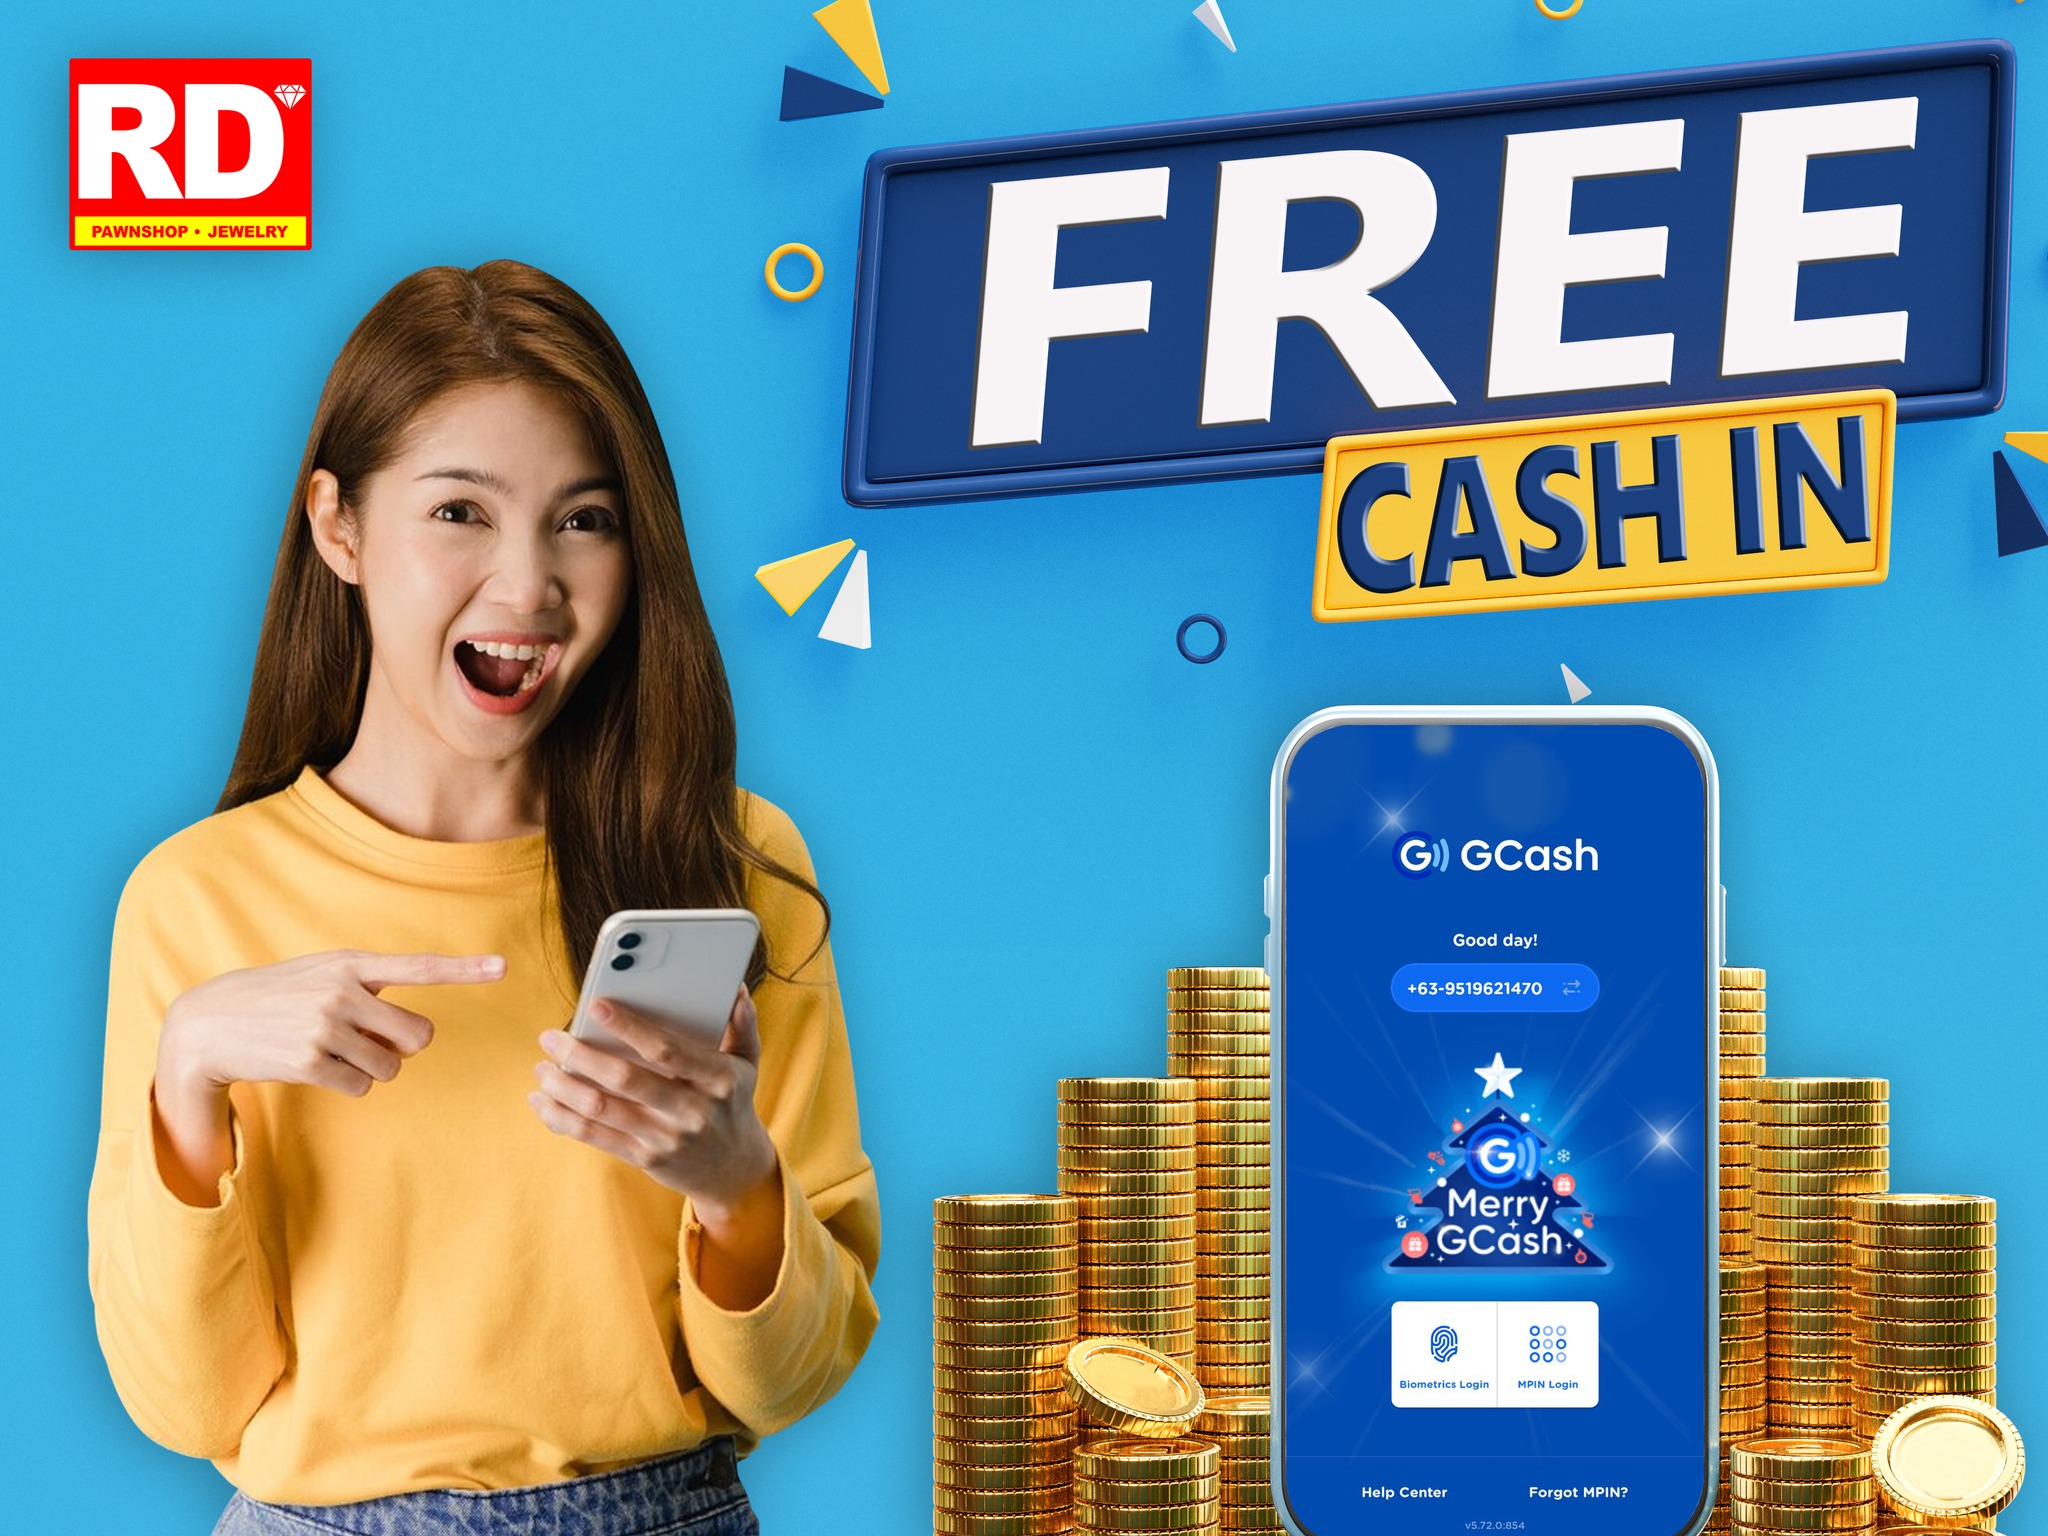 RD
PAWNSHOP • JEWELRY
FREE
CASH IN
G GCash
Good day!
+63-9519621470
G
Merry
GCash
Biometrics Login
MPIN Login
Help Center
Forgot MPIN?
v5.72.0:854